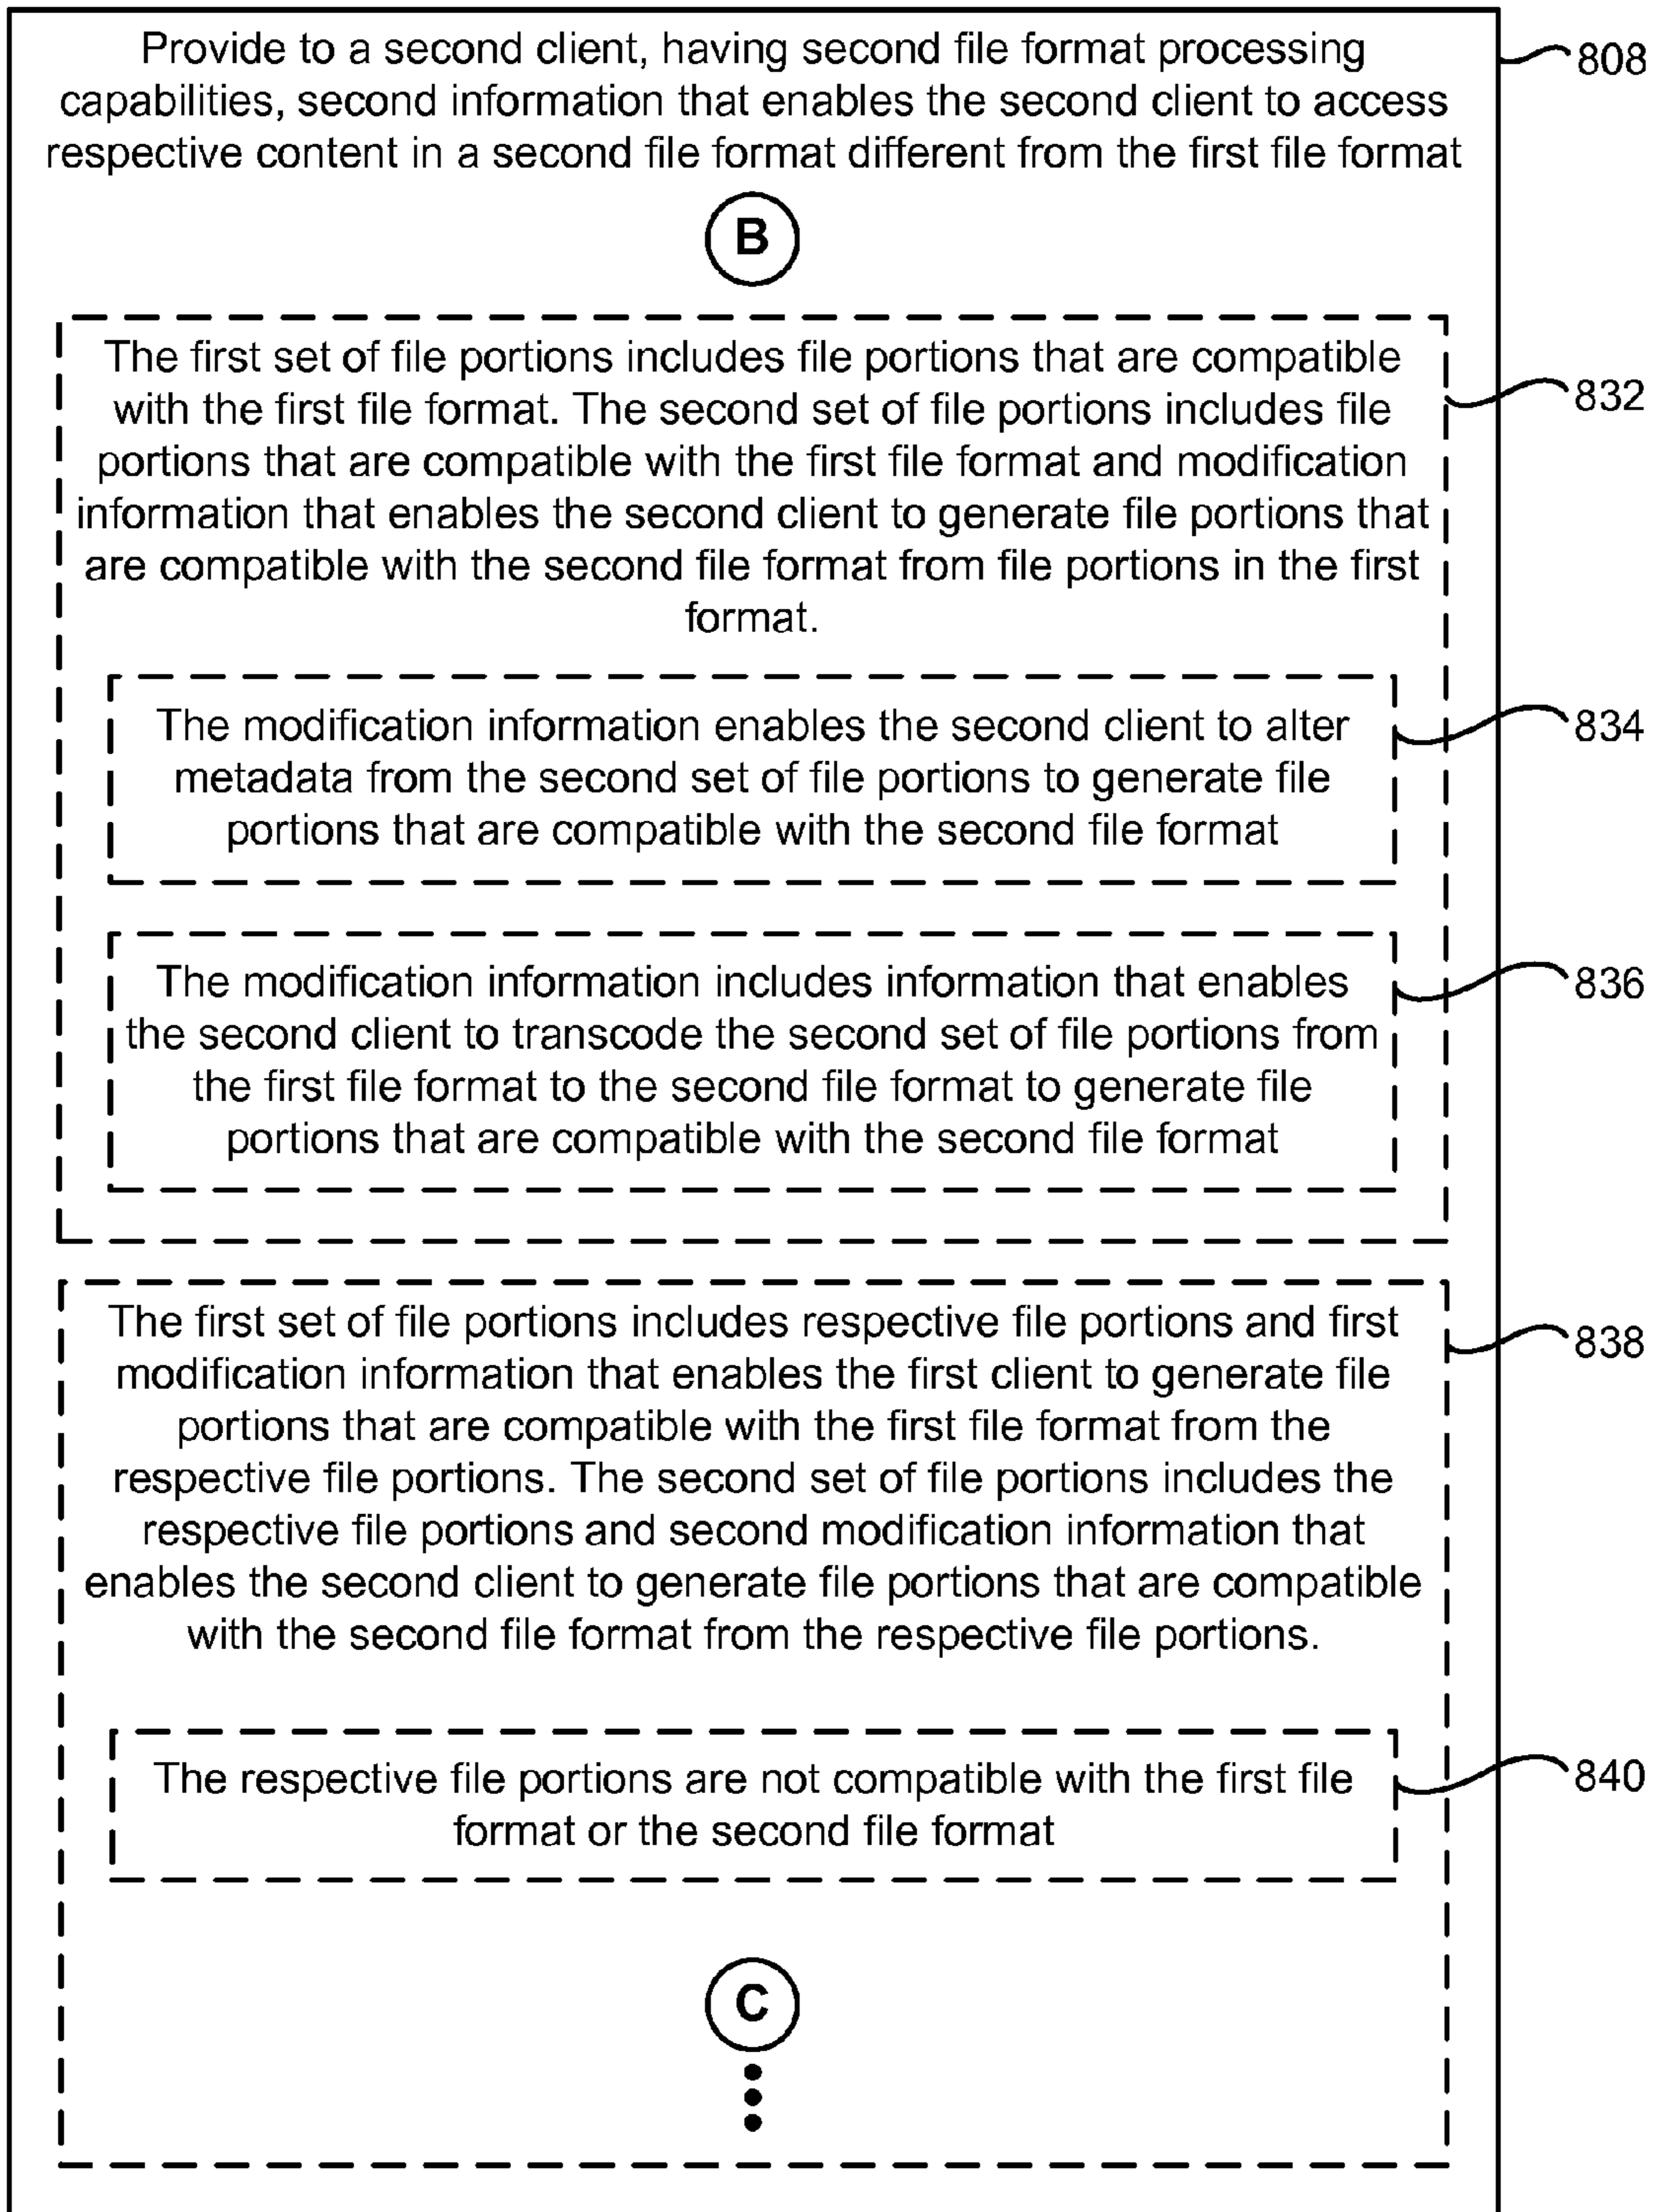 Provide to a second client, having second file format processing
capabilities, second information that enables the second client to access
respective content in a second file format different from the first file format
808
B
The first set of file portions includes file portions that are compatible
with the first file format. The second set of file portions includes file
portions that are compatible with the first file format and modification
information that enables the second client to generate file portions that
are compatible with the second file format from file portions in the first
format.
832
The modification information enables the second client to alter
metadata from the second set of file portions to generate file
portions that are compatible with the second file format
834
The modification information includes information that enables
the second client to transcode the second set of file portions from
the first file format to the second file format to generate file
portions that are compatible with the second file format
836
The first set of file portions includes respective file portions and first
modification information that enables the first client to generate file
portions that are compatible with the first file format from the
respective file portions. The second set of file portions includes the
respective file portions and second modification information that
enables the second client to generate file portions that are compatible
with the second file format from the respective file portions.
838
The respective file portions are not compatible with the first file
format or the second file format
840
C